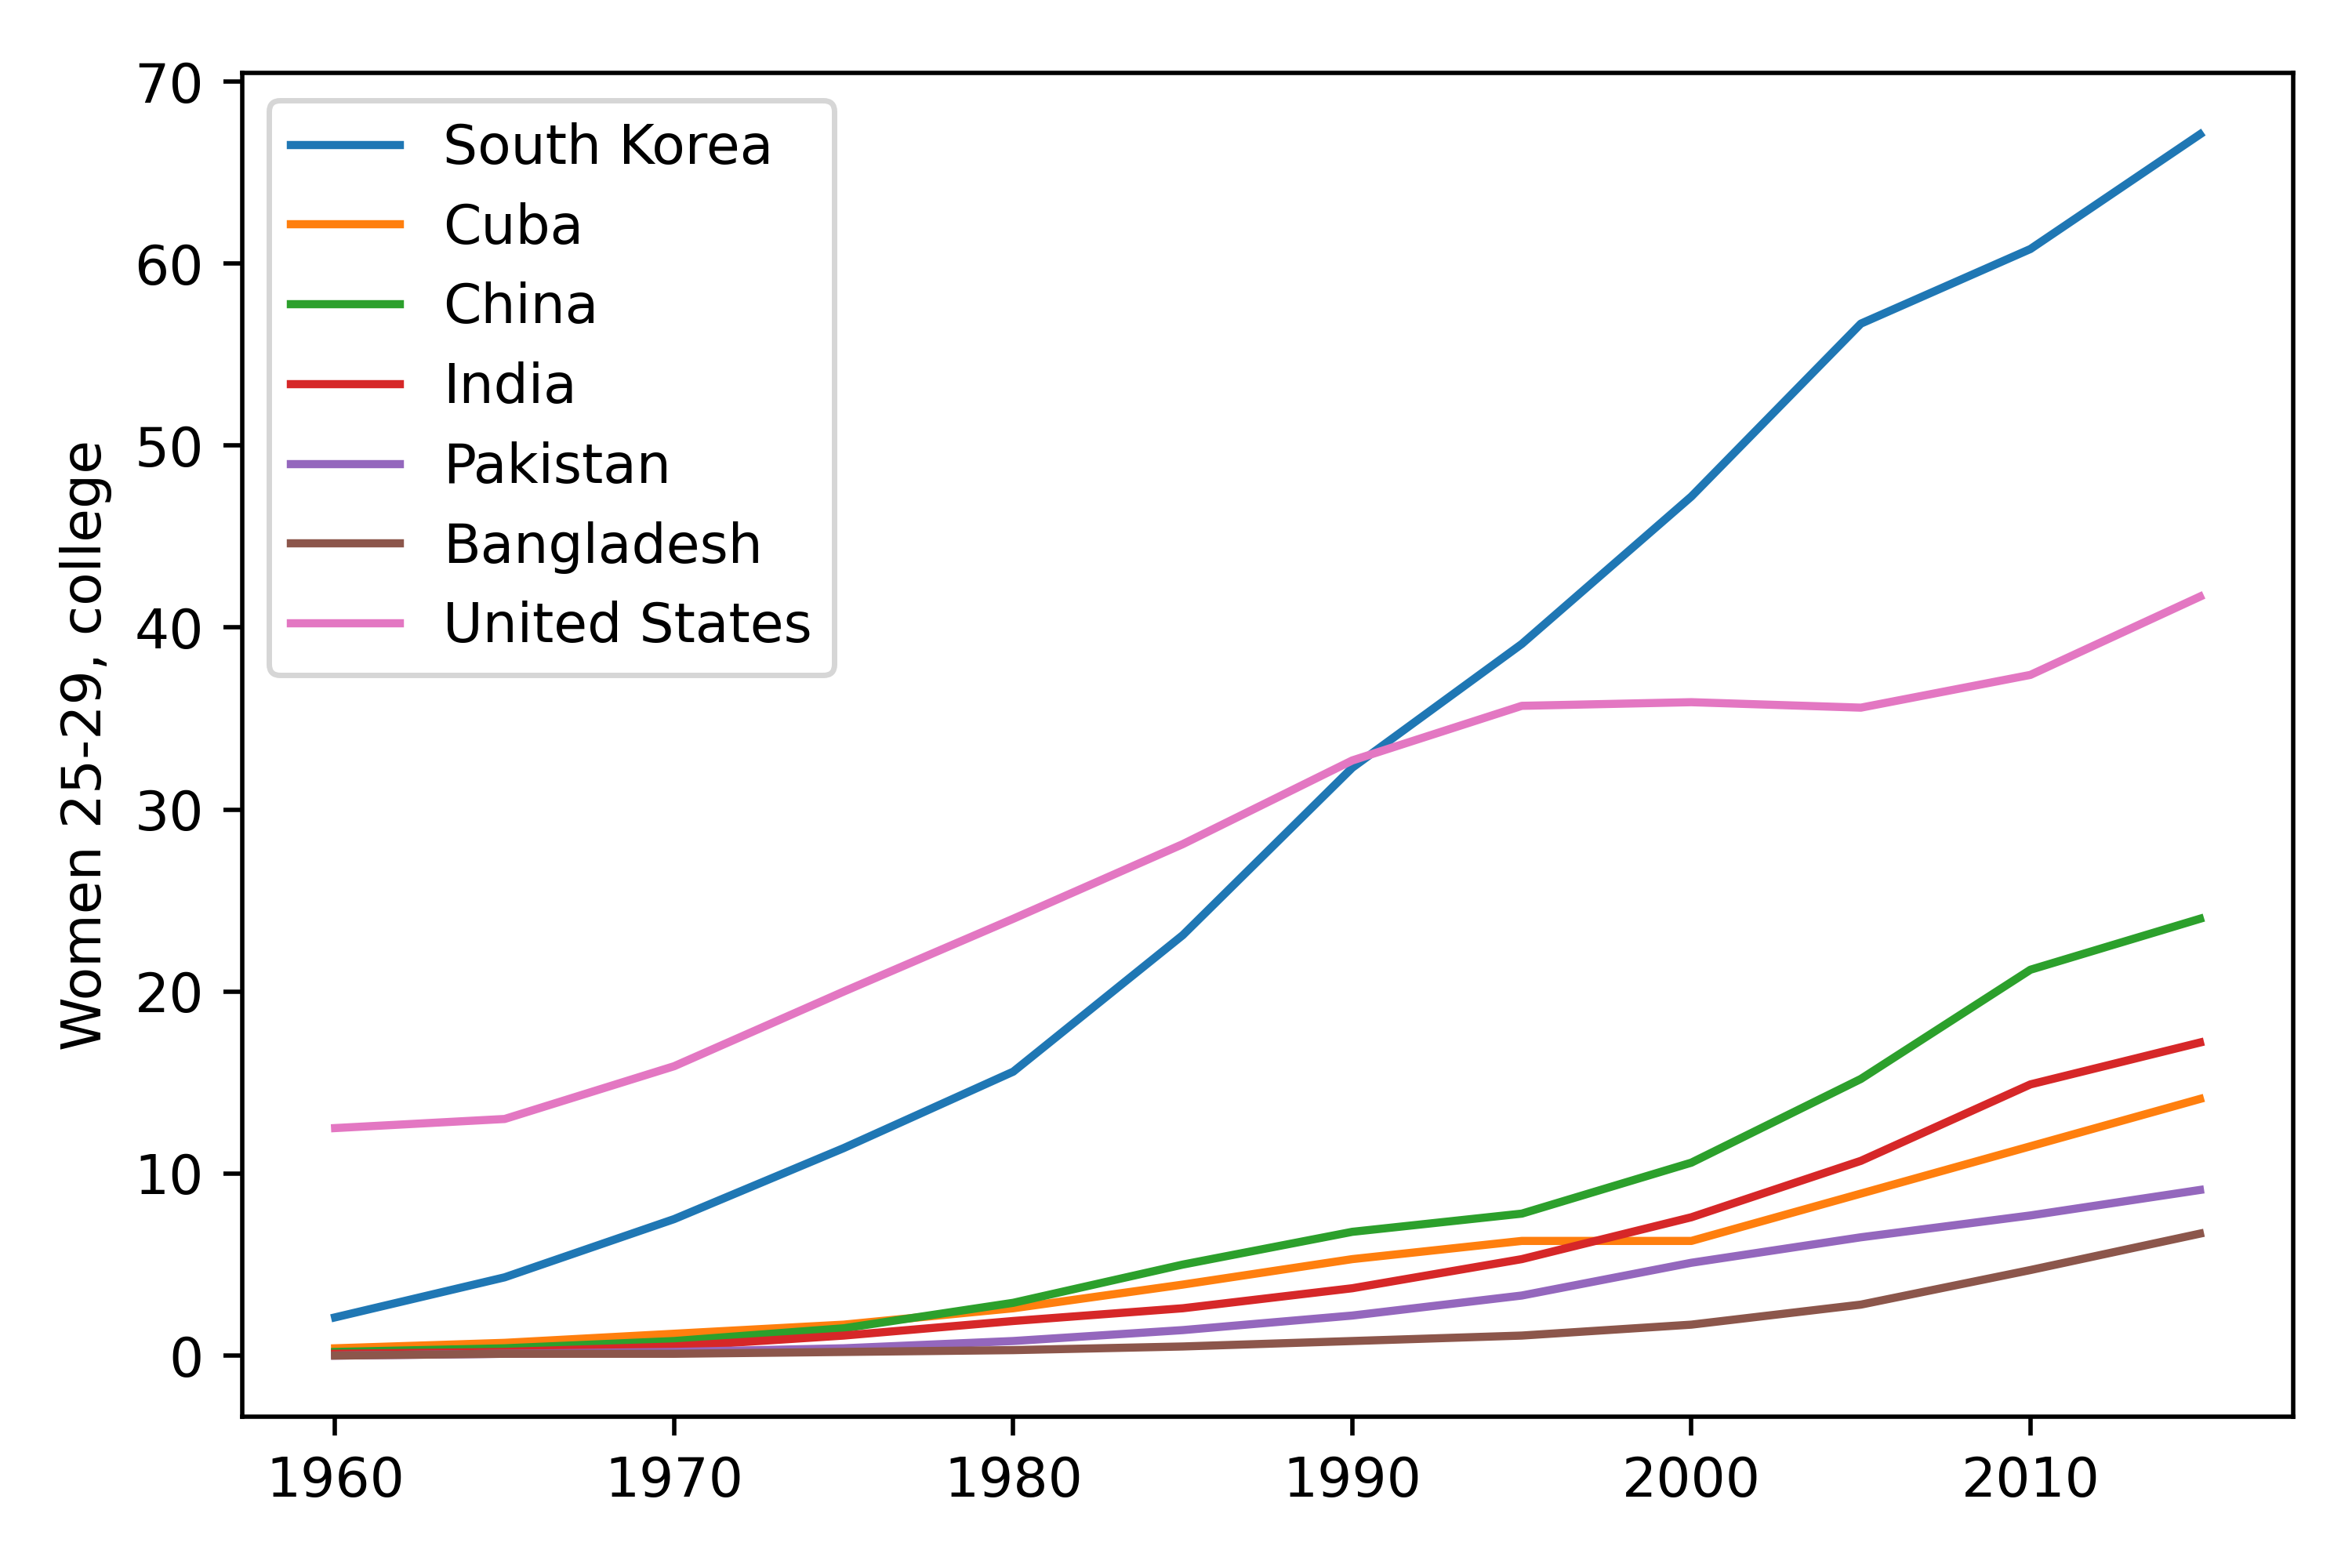 70
60
50
40
30
20
10
0
Women 25-29, college
South Korea
Cuba
China
India
Pakistan
Bangladesh
United States
1960 1970 1980 1990 2000 2010